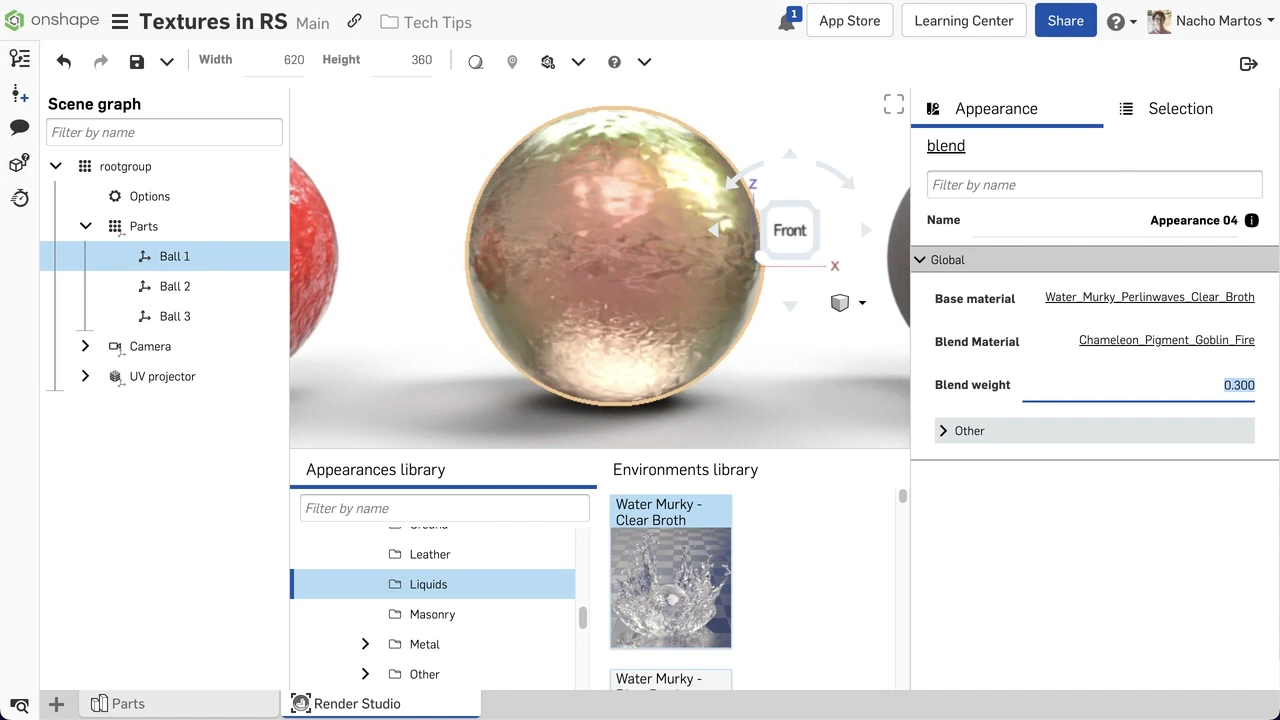 onshape
Textures in RS Main Tech Tips
1
App Store
Learning Center
Share
Nacho Martos
Width 620 Height 360
Scene graph
Filter by name
rootgroup
Options
Parts
Ball 1
Ball 2
Ball 3
Camera
UV projector
Z
Front
X
Appearances library
Filter by name
Ground
Leather
Liquids
Masonry
Metal
Other
Environments library
Water Murky -
Clear Broth
Water Murky -
Appearance
Selection
blend
Filter by name
Name Appearance 04
Global
Base material Water_Murky_Perlinwaves_Clear_Broth
Blend Material Chameleon_Pigment_Goblin_Fire
Blend weight 0.300
Other
Parts
Render Studio